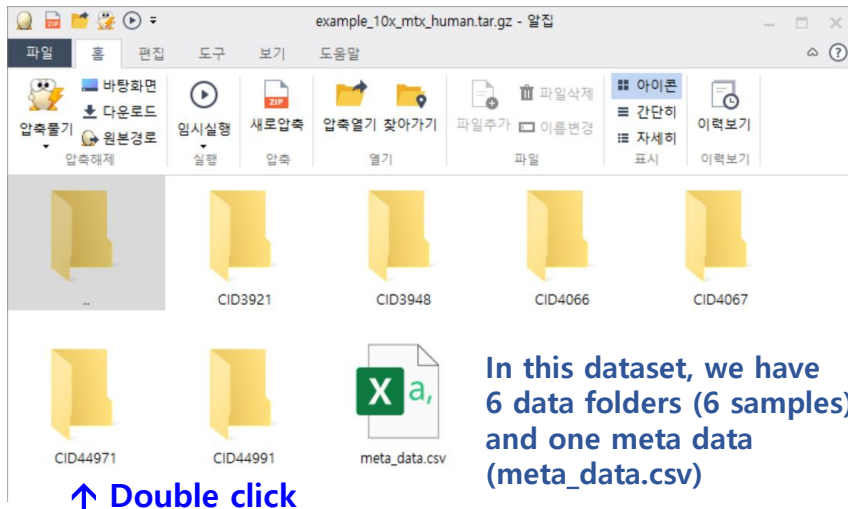 example_10x_mtx_human.tar.gz - 알집
파일 홈 편집 도구 보기 도움말
압축풀기
바탕화면
다운로드
원본경로
압축해제
임시실행
실행
ZIP
새로압축
압축
압축열기 찾아가기
열기
파일추가
파일삭제
이름변경
파일
아이콘
간단히
자세히
표시
이력보기
이력보기
.. CID3921 CID3948 CID4066 CID4067
CID44971 CID44991 meta_data.csv
X a,
In this dataset, we have
6 data folders (6 samples)
and one meta data
(meta_data.csv)
↑ Double click